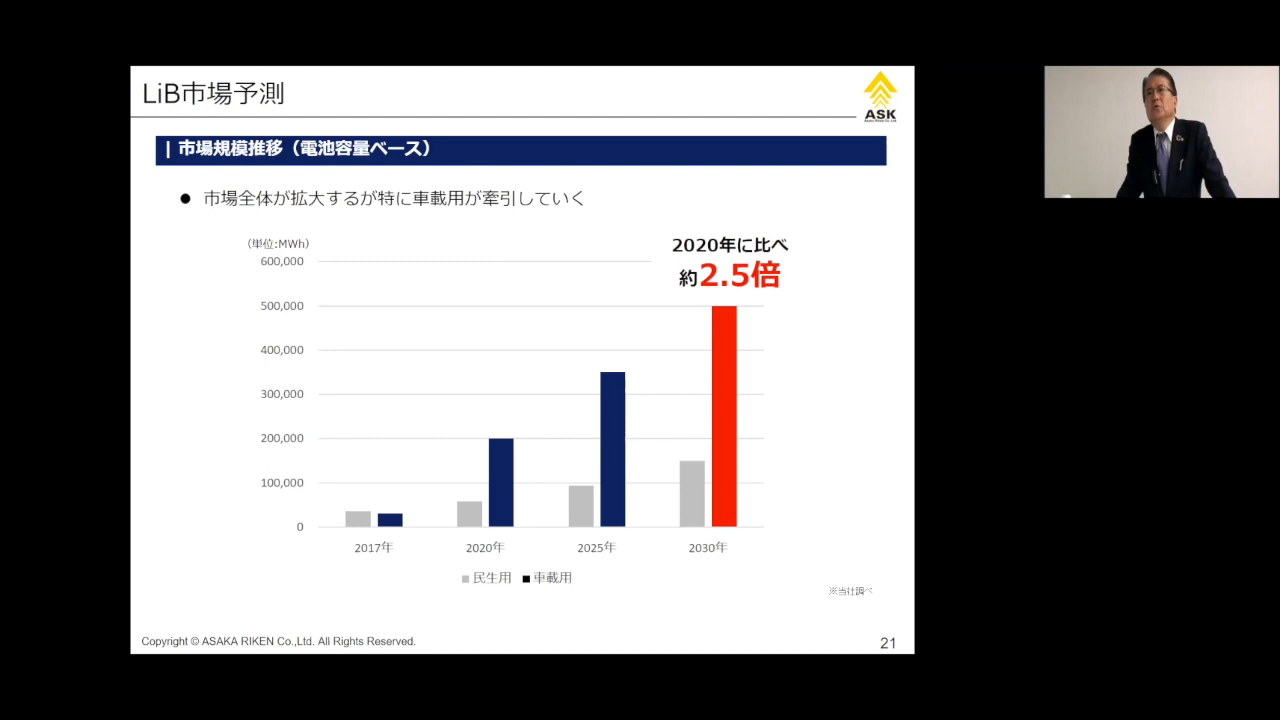 LiB市場予測
ASK
| 市場規模推移（電池容量ベース）
● 市場全体が拡大するが特に車載用が牽引していく
（単位:MWh）
2020年に比べ
約2.5倍
600,000
500,000
400,000
300,000
200,000
100,000
0
2017年 2020年 2025年 2030年
民生用 車載用
※当社調べ
Copyright © ASAKA RIKEN Co.,Ltd. All Rights Reserved.
21